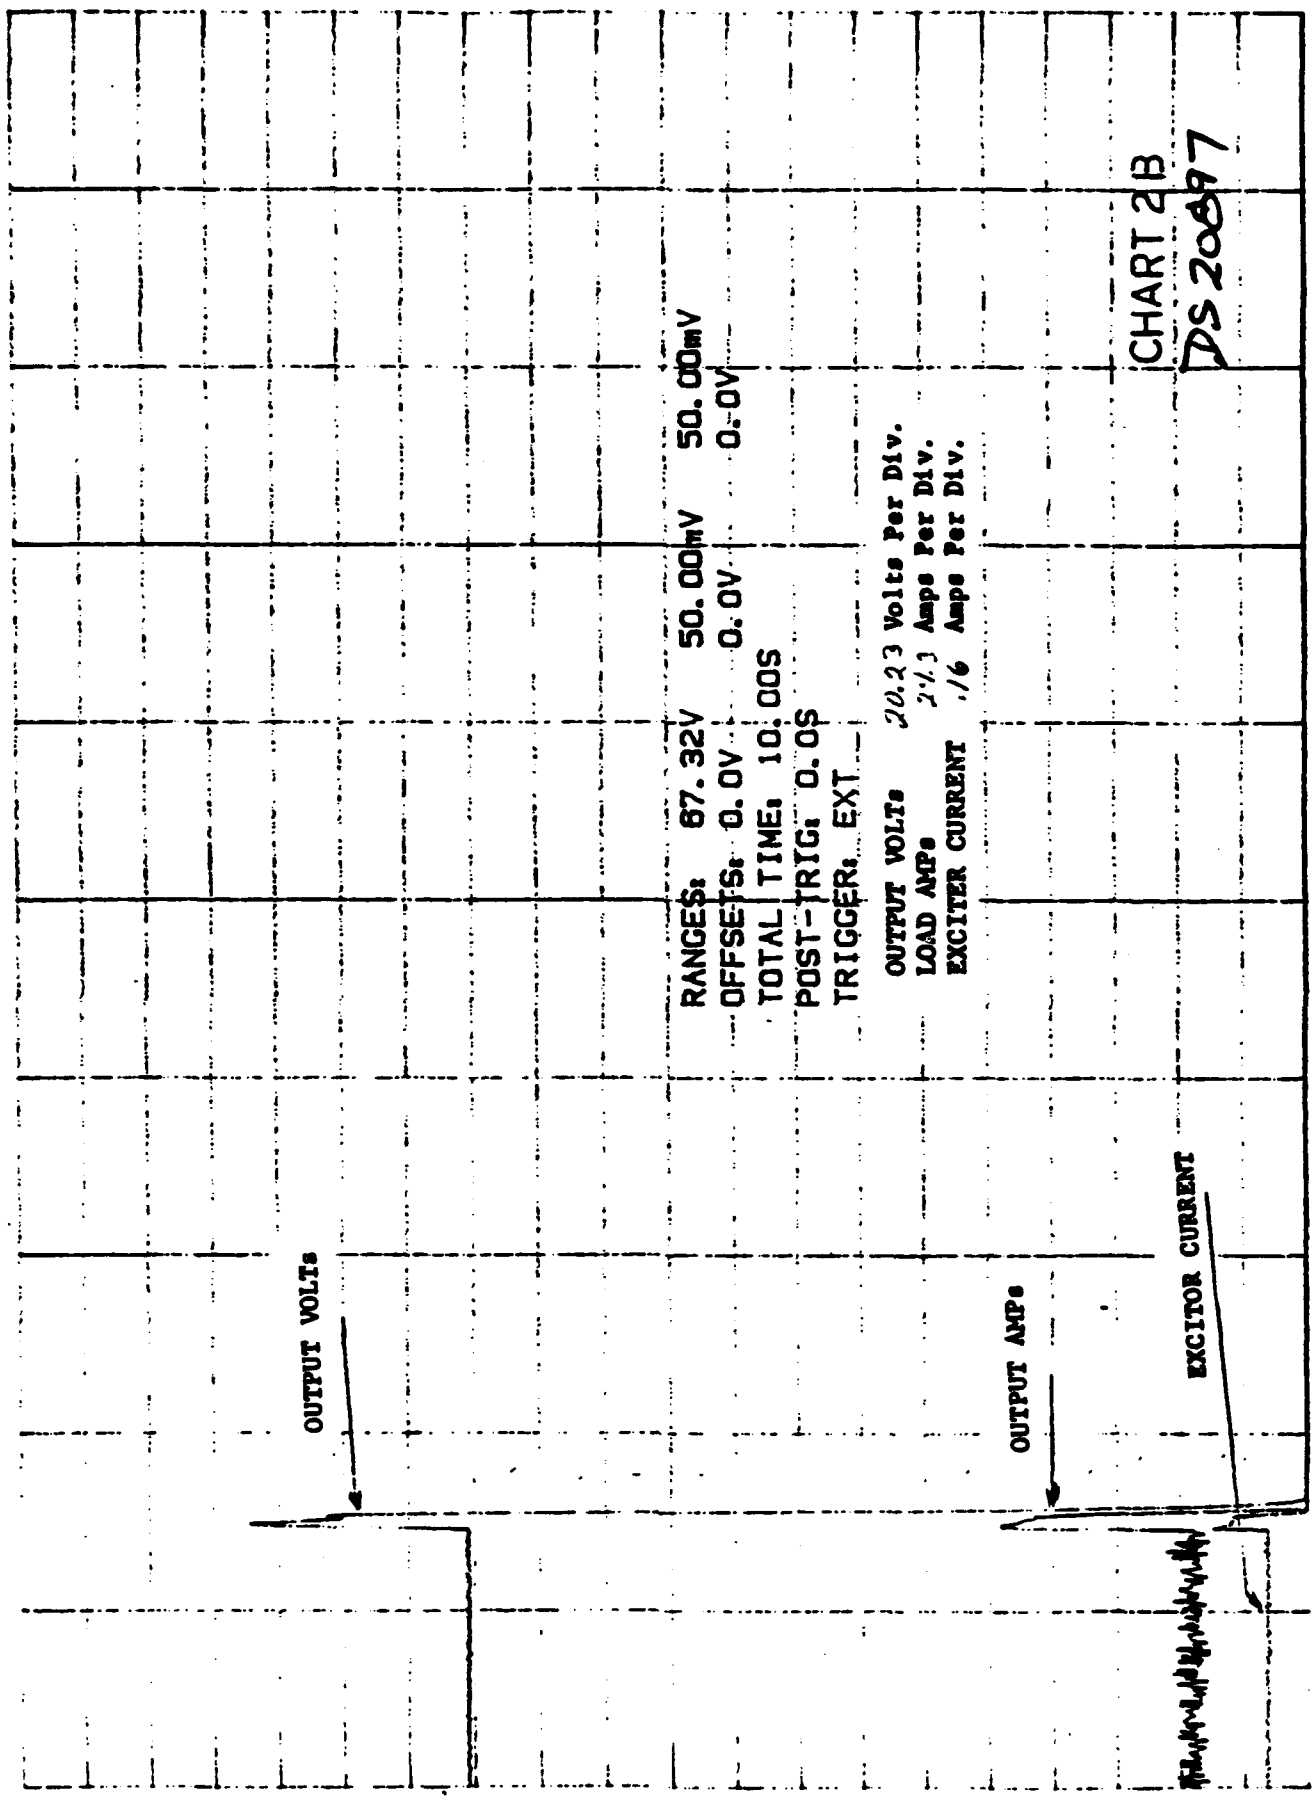 OUTPUT VOLTs
RANGES: 67.32V 50.00mV 50.00mV
OFFSETS: 0.0V 0.0V 0.0V
TOTAL TIME: 10.00S
POST-TRIG: 0.0S
TRIGGER: EXT
OUTPUT VOLTs 20.23 Volts Per Div.
LOAD AMPs Amps Per Div.
EXCITER CURRENT .16 Amps Per Div.
OUTPUT AMPs
EXCITOR CURRENT
CHART 2B
DS 20897